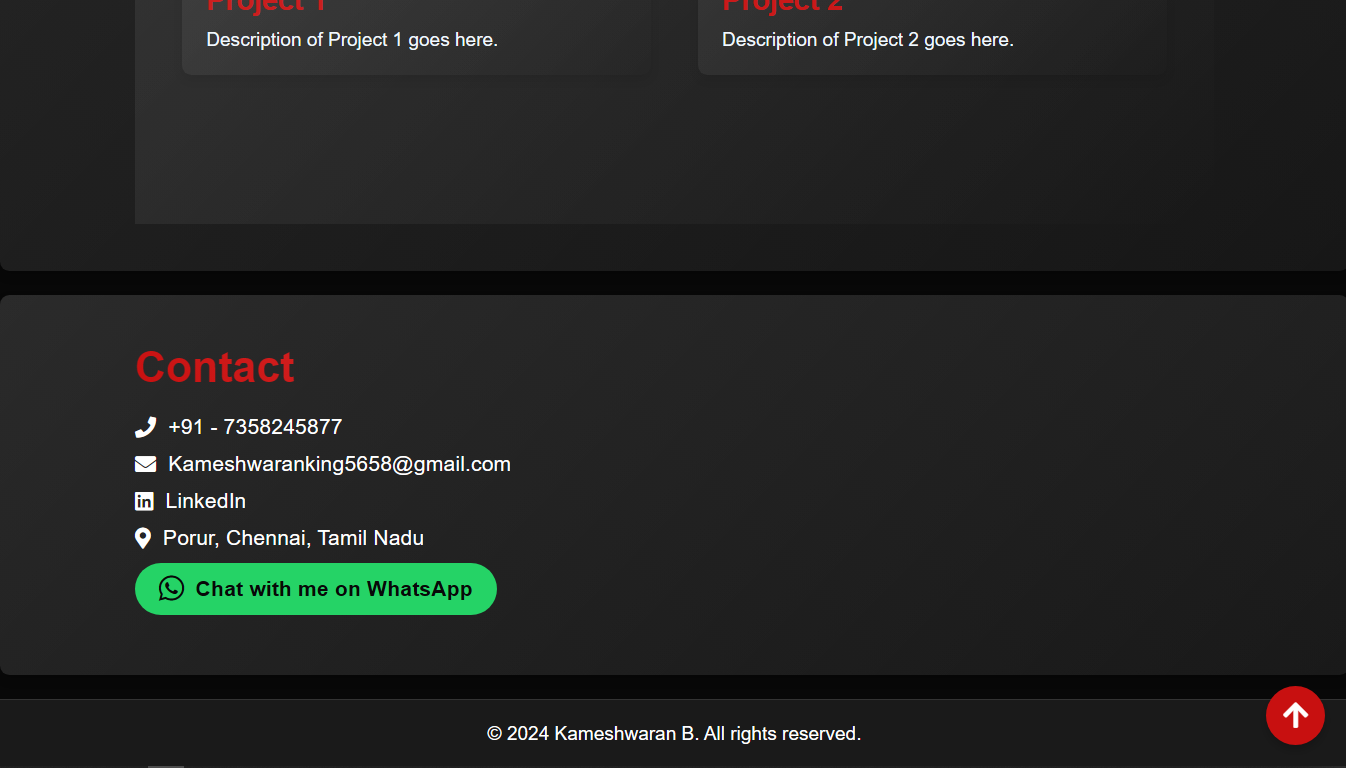 Project 1
Project 2
Description of Project 1 goes here.
Description of Project 2 goes here.
Contact
+91 - 7358245877
Kameshwaranking5658@gmail.com
LinkedIn
Porur, Chennai, Tamil Nadu
Chat with me on WhatsApp
© 2024 Kameshwaran B. All rights reserved.